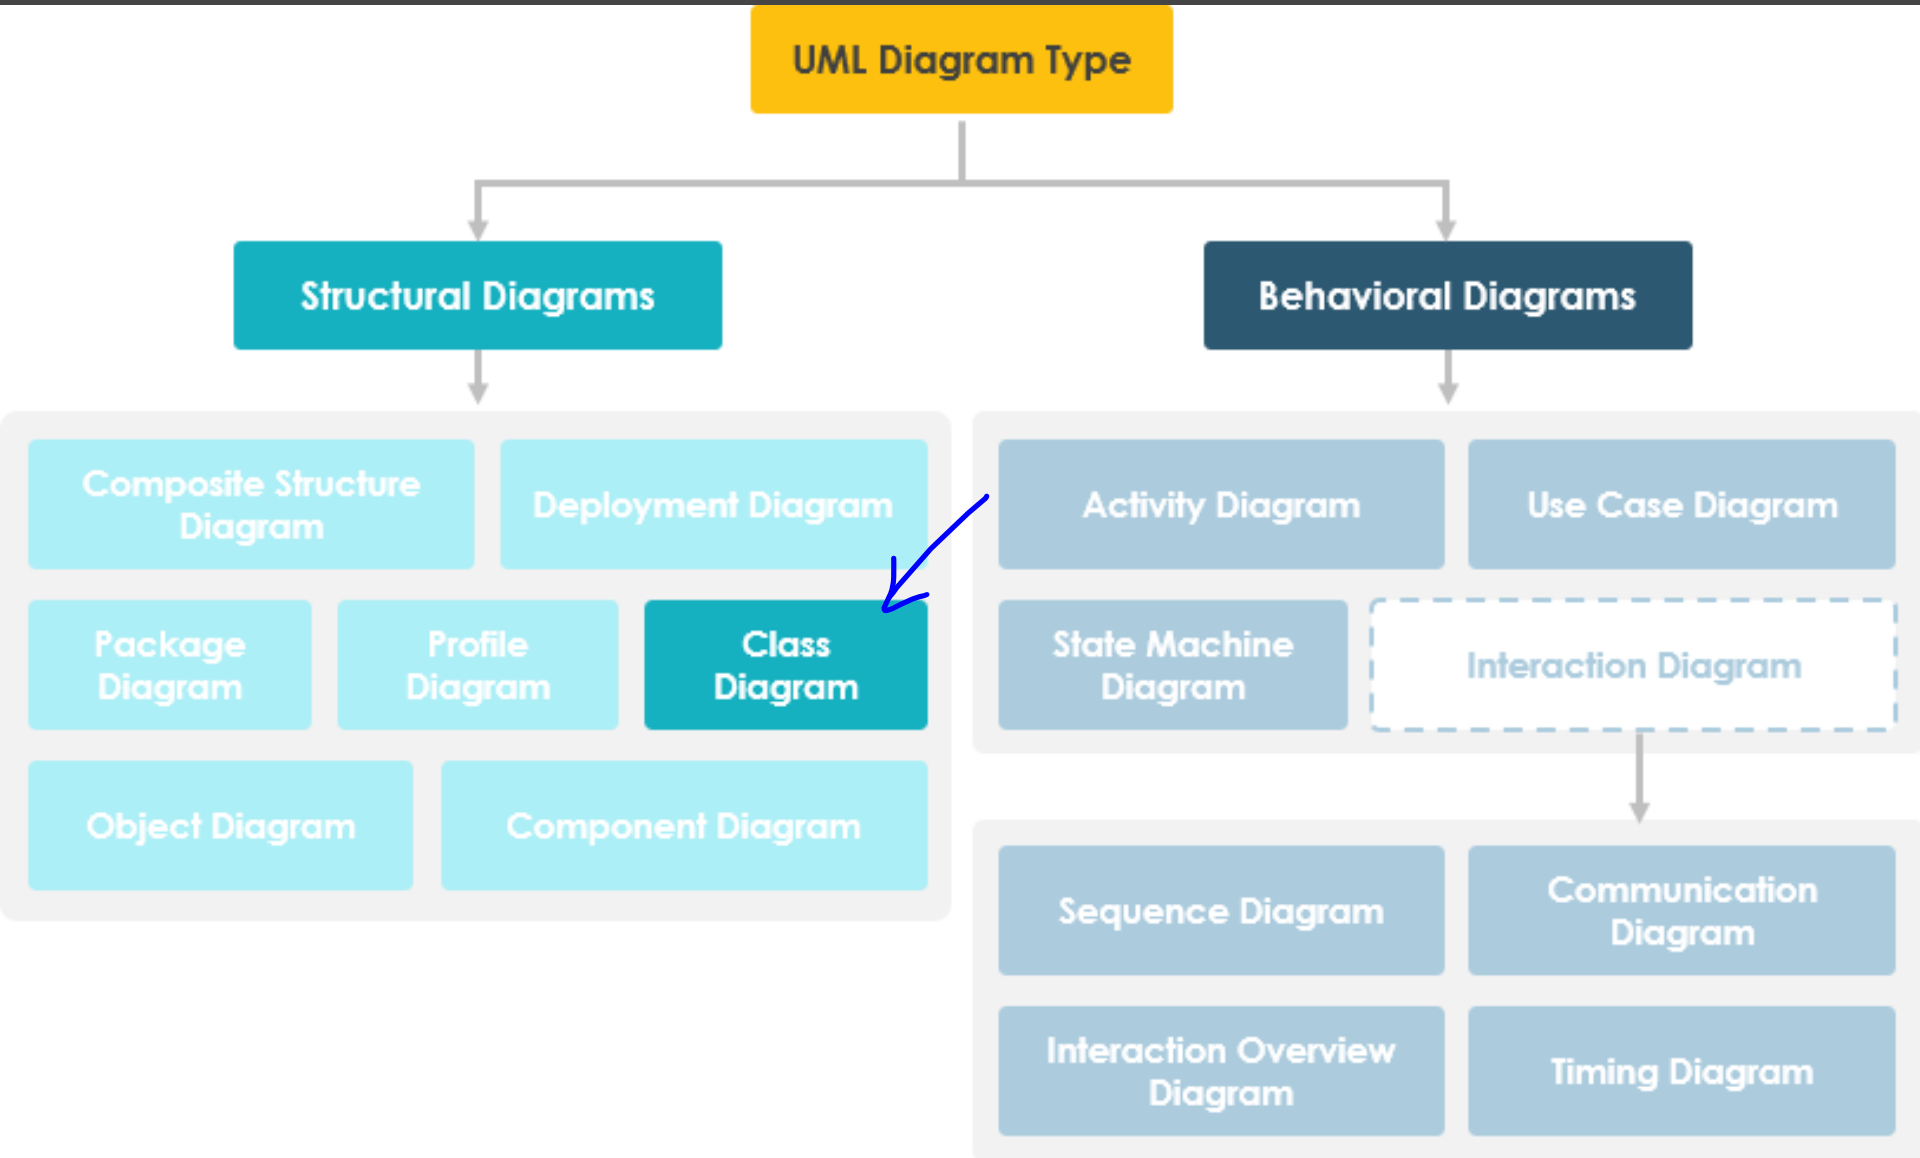 UML Diagram Type
Structural Diagrams
Behavioral Diagrams
Composite Structure
Diagram
Deployment Diagram
Package
Diagram
Profile
Diagram
Class
Diagram
Object Diagram
Component Diagram
Activity Diagram
Use Case Diagram
State Machine
Diagram
Interaction Diagram
Sequence Diagram
Communication
Diagram
Interaction Overview
Diagram
Timing Diagram